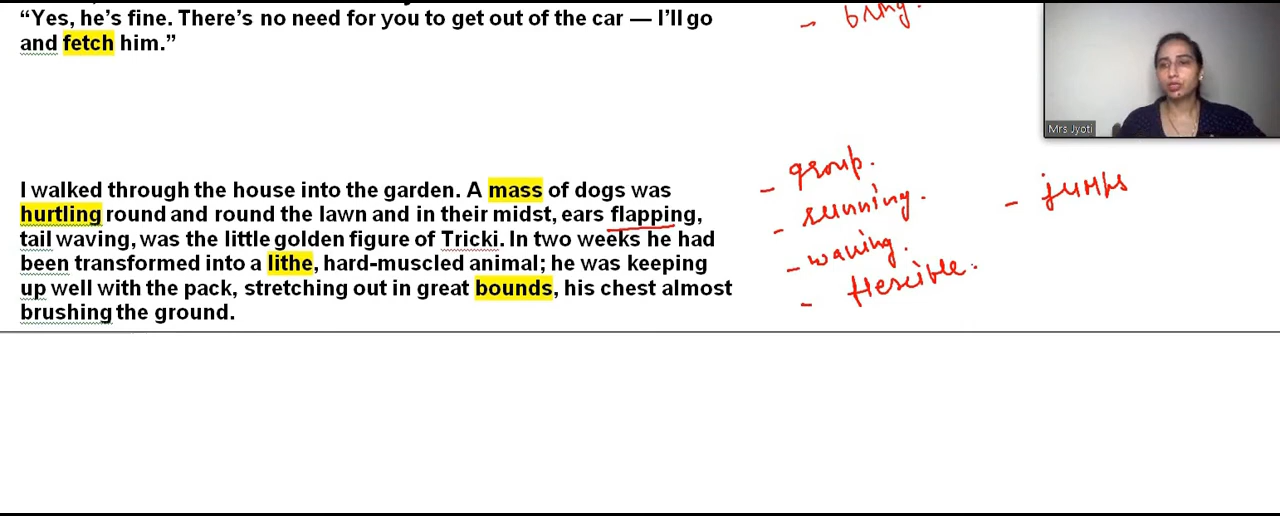 “Yes, he’s fine. There’s no need for you to get out of the car — I’ll go
and fetch him.”
- bring.
Mrs Jyoti
I walked through the house into the garden. A mass of dogs was
hurtling round and round the lawn and in their midst, ears flapping,
tail waving, was the little golden figure of Tricki. In two weeks he had
been transformed into a lithe, hard-muscled animal; he was keeping
up well with the pack, stretching out in great bounds, his chest almost
brushing the ground.
- group.
- running.
- waving.
- flexible.
- jumps